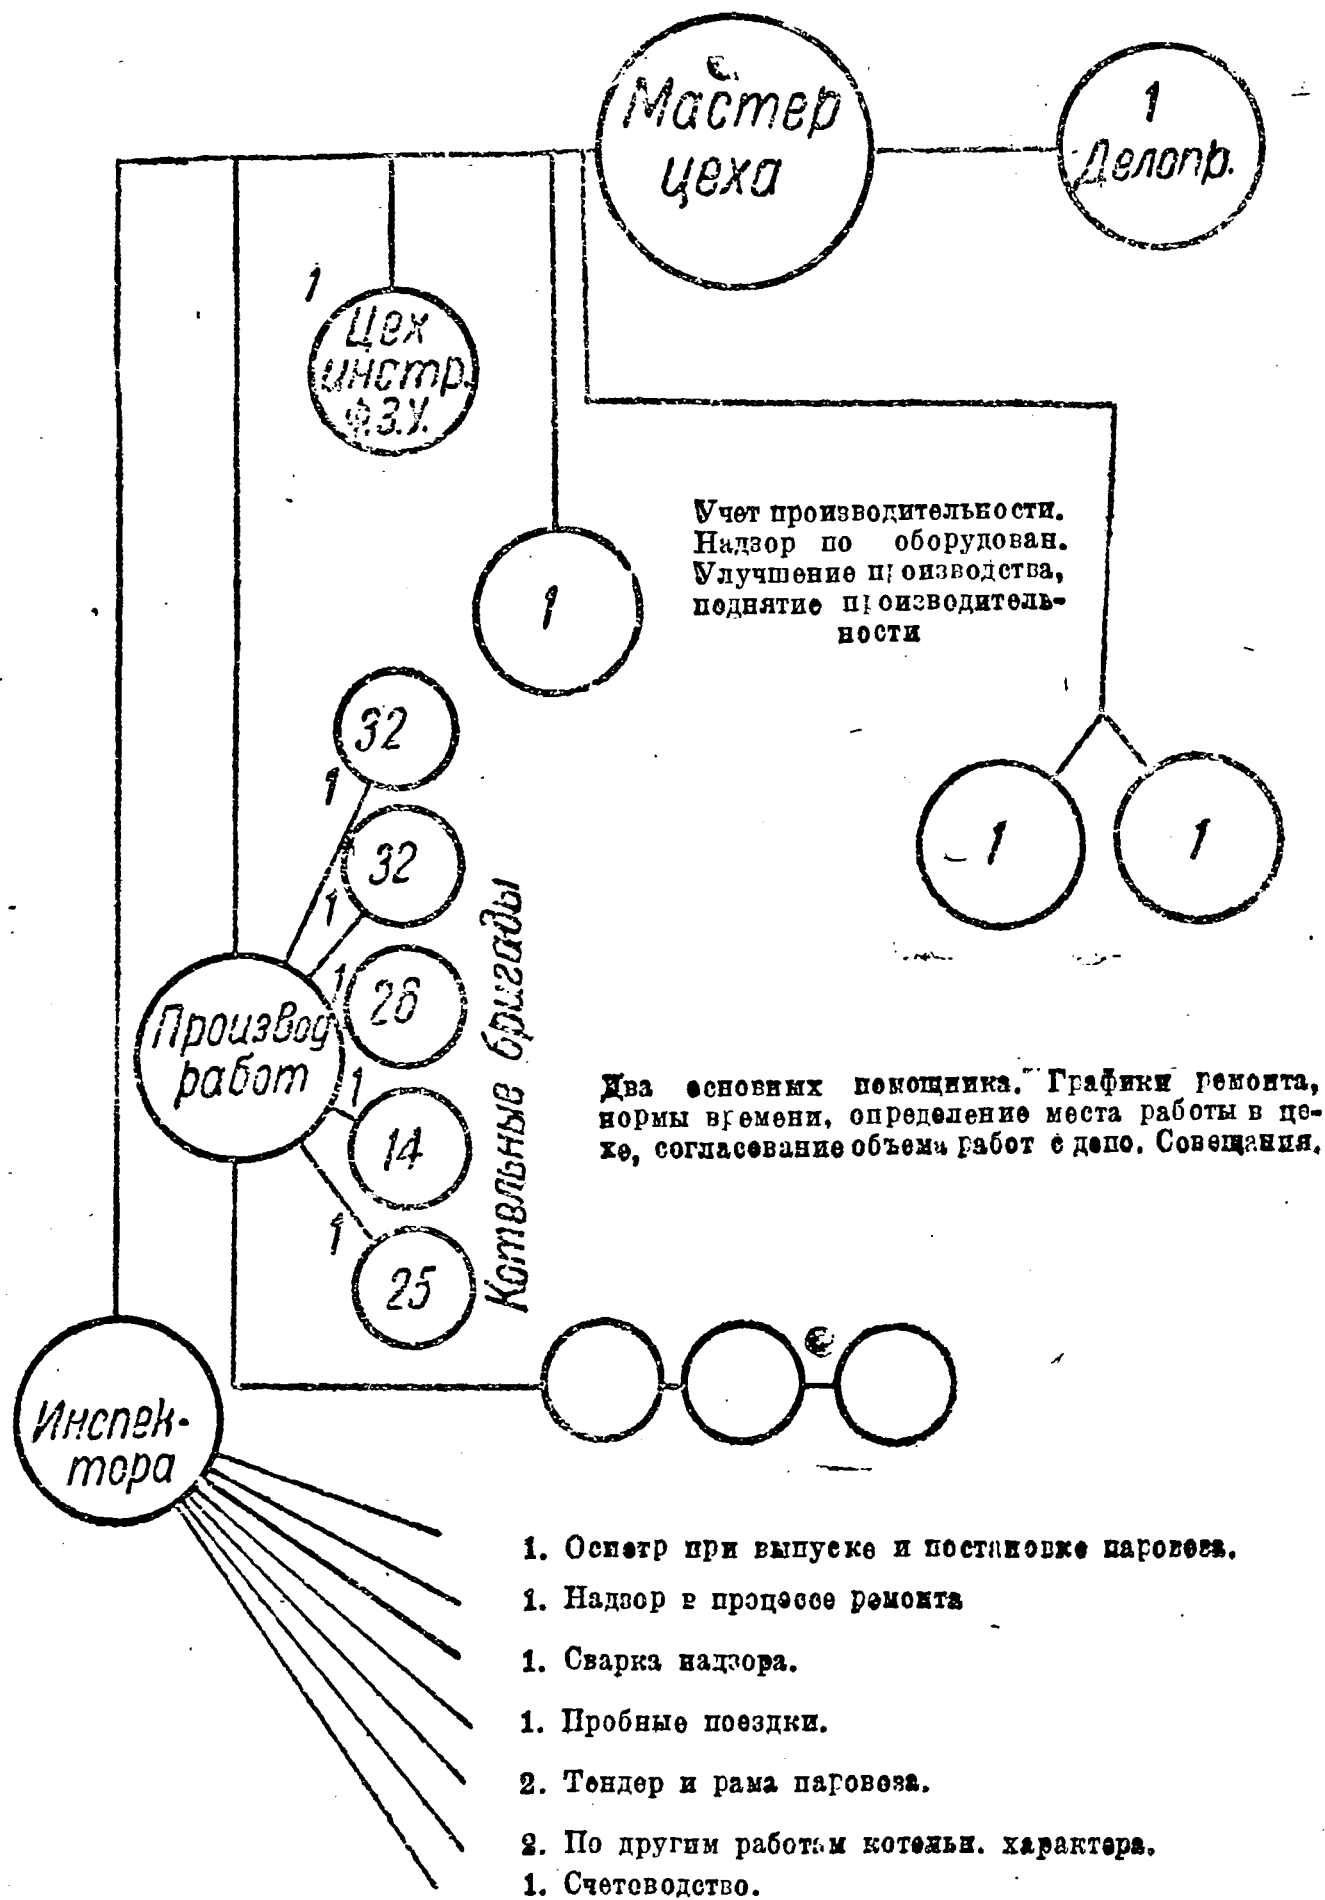 Мастер
цеха
1
Делопр.
1
Цех
инстр.
Ф.З.У.
1
Учет производительности.
Надзор по оборудован.
Улучшение производства,
поднятие производитель-
ности
32
1
32
1
26
1
14
1
25
1
Котельные бригады
1
1
Производ
работ
Два основных помощника. Графики ремонта,
нормы времени, определение места работы в це-
хе, согласование объема работ с депо. Совещания.
Инспек-
тора
1. Осмотр при выпуске и постановке паровоза.
1. Надзор в процессе ремонта
1. Сварка надзора.
1. Пробные поездки.
2. Тендер и рама паровоза.
2. По другим работам котельн. характера.
1. Счетоводство.